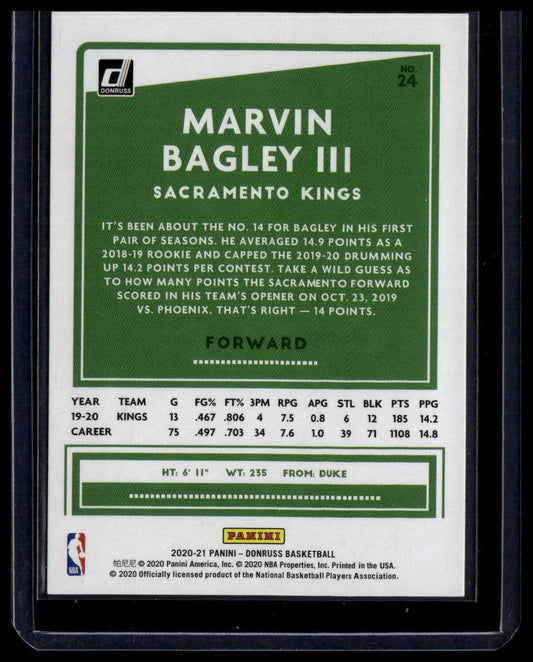 DONRUSS
NO.
24
MARVIN
BAGLEY III
SACRAMENTO KINGS
IT'S BEEN ABOUT THE NO. 14 FOR BAGLEY IN HIS FIRST
PAIR OF SEASONS. HE AVERAGED 14.9 POINTS AS A
2018-19 ROOKIE AND CAPPED THE 2019-20 DRUMMING
UP 14.2 POINTS PER CONTEST. TAKE A WILD GUESS AS
TO HOW MANY POINTS THE SACRAMENTO FORWARD
SCORED IN HIS TEAM'S OPENER ON OCT. 23, 2019
VS. PHOENIX. THAT'S RIGHT — 14 POINTS.
FORWARD
YEAR TEAM G FG% FT% 3PM RPG APG STL BLK PTS PPG
19-20 KINGS 13 .467 .806 4 7.5 0.8 6 12 185 14.2
CAREER 75 .497 .703 34 7.6 1.0 39 71 1108 14.8
HT: 6' 11" WT: 235 FROM: DUKE
PANINI
2020-21 PANINI – DONRUSS BASKETBALL
帕尼尼 © 2020 Panini America, Inc. © 2020 NBA Properties, Inc. Printed in the USA.
© 2020 Officially licensed product of the National Basketball Players Association.
NBA